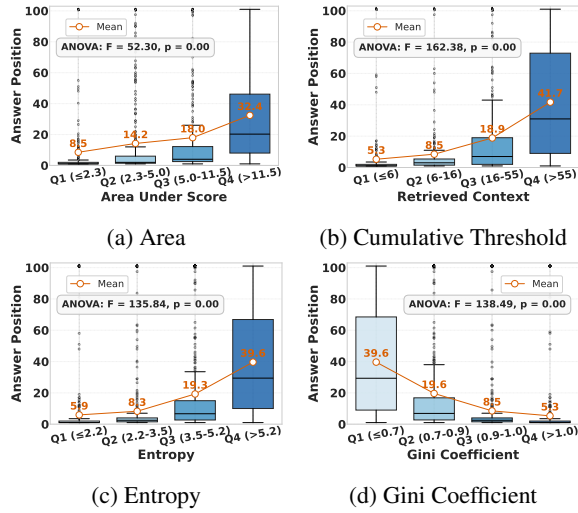 Answer Position
100
80
60
40
20
0
Mean
ANOVA: F = 52.30, p = 0.00
8.5
14.2
18.0
32.4
Q1 (≤2.3)
Q2 (2.3-5.0)
Q3 (5.0-11.5)
Q4 (>11.5)
Area Under Score
(a) Area
Answer Position
100
80
60
40
20
0
Mean
ANOVA: F = 162.38, p = 0.00
5.3
8.5
18.9
41.7
Q1 (≤6)
Q2 (6-16)
Q3 (16-55)
Q4 (>55)
Retrieved Context
(b) Cumulative Threshold
Answer Position
100
80
60
40
20
0
Mean
ANOVA: F = 135.84, p = 0.00
5.9
8.3
19.3
Q1 (≤2.2)
Q2 (2.2-3.5)
Q3 (3.5-5.2)
Q4 (>5.2)
Entropy
(c) Entropy
Answer Position
100
80
60
40
20
0
Mean
ANOVA: F = 138.49, p = 0.00
39.6
19.6
8.5
5.3
Q1 (≤0.7)
Q2 (0.7-0.9)
Q3 (0.9-1.0)
Q4 (>1.0)
Gini Coefficient
(d) Gini Coefficient